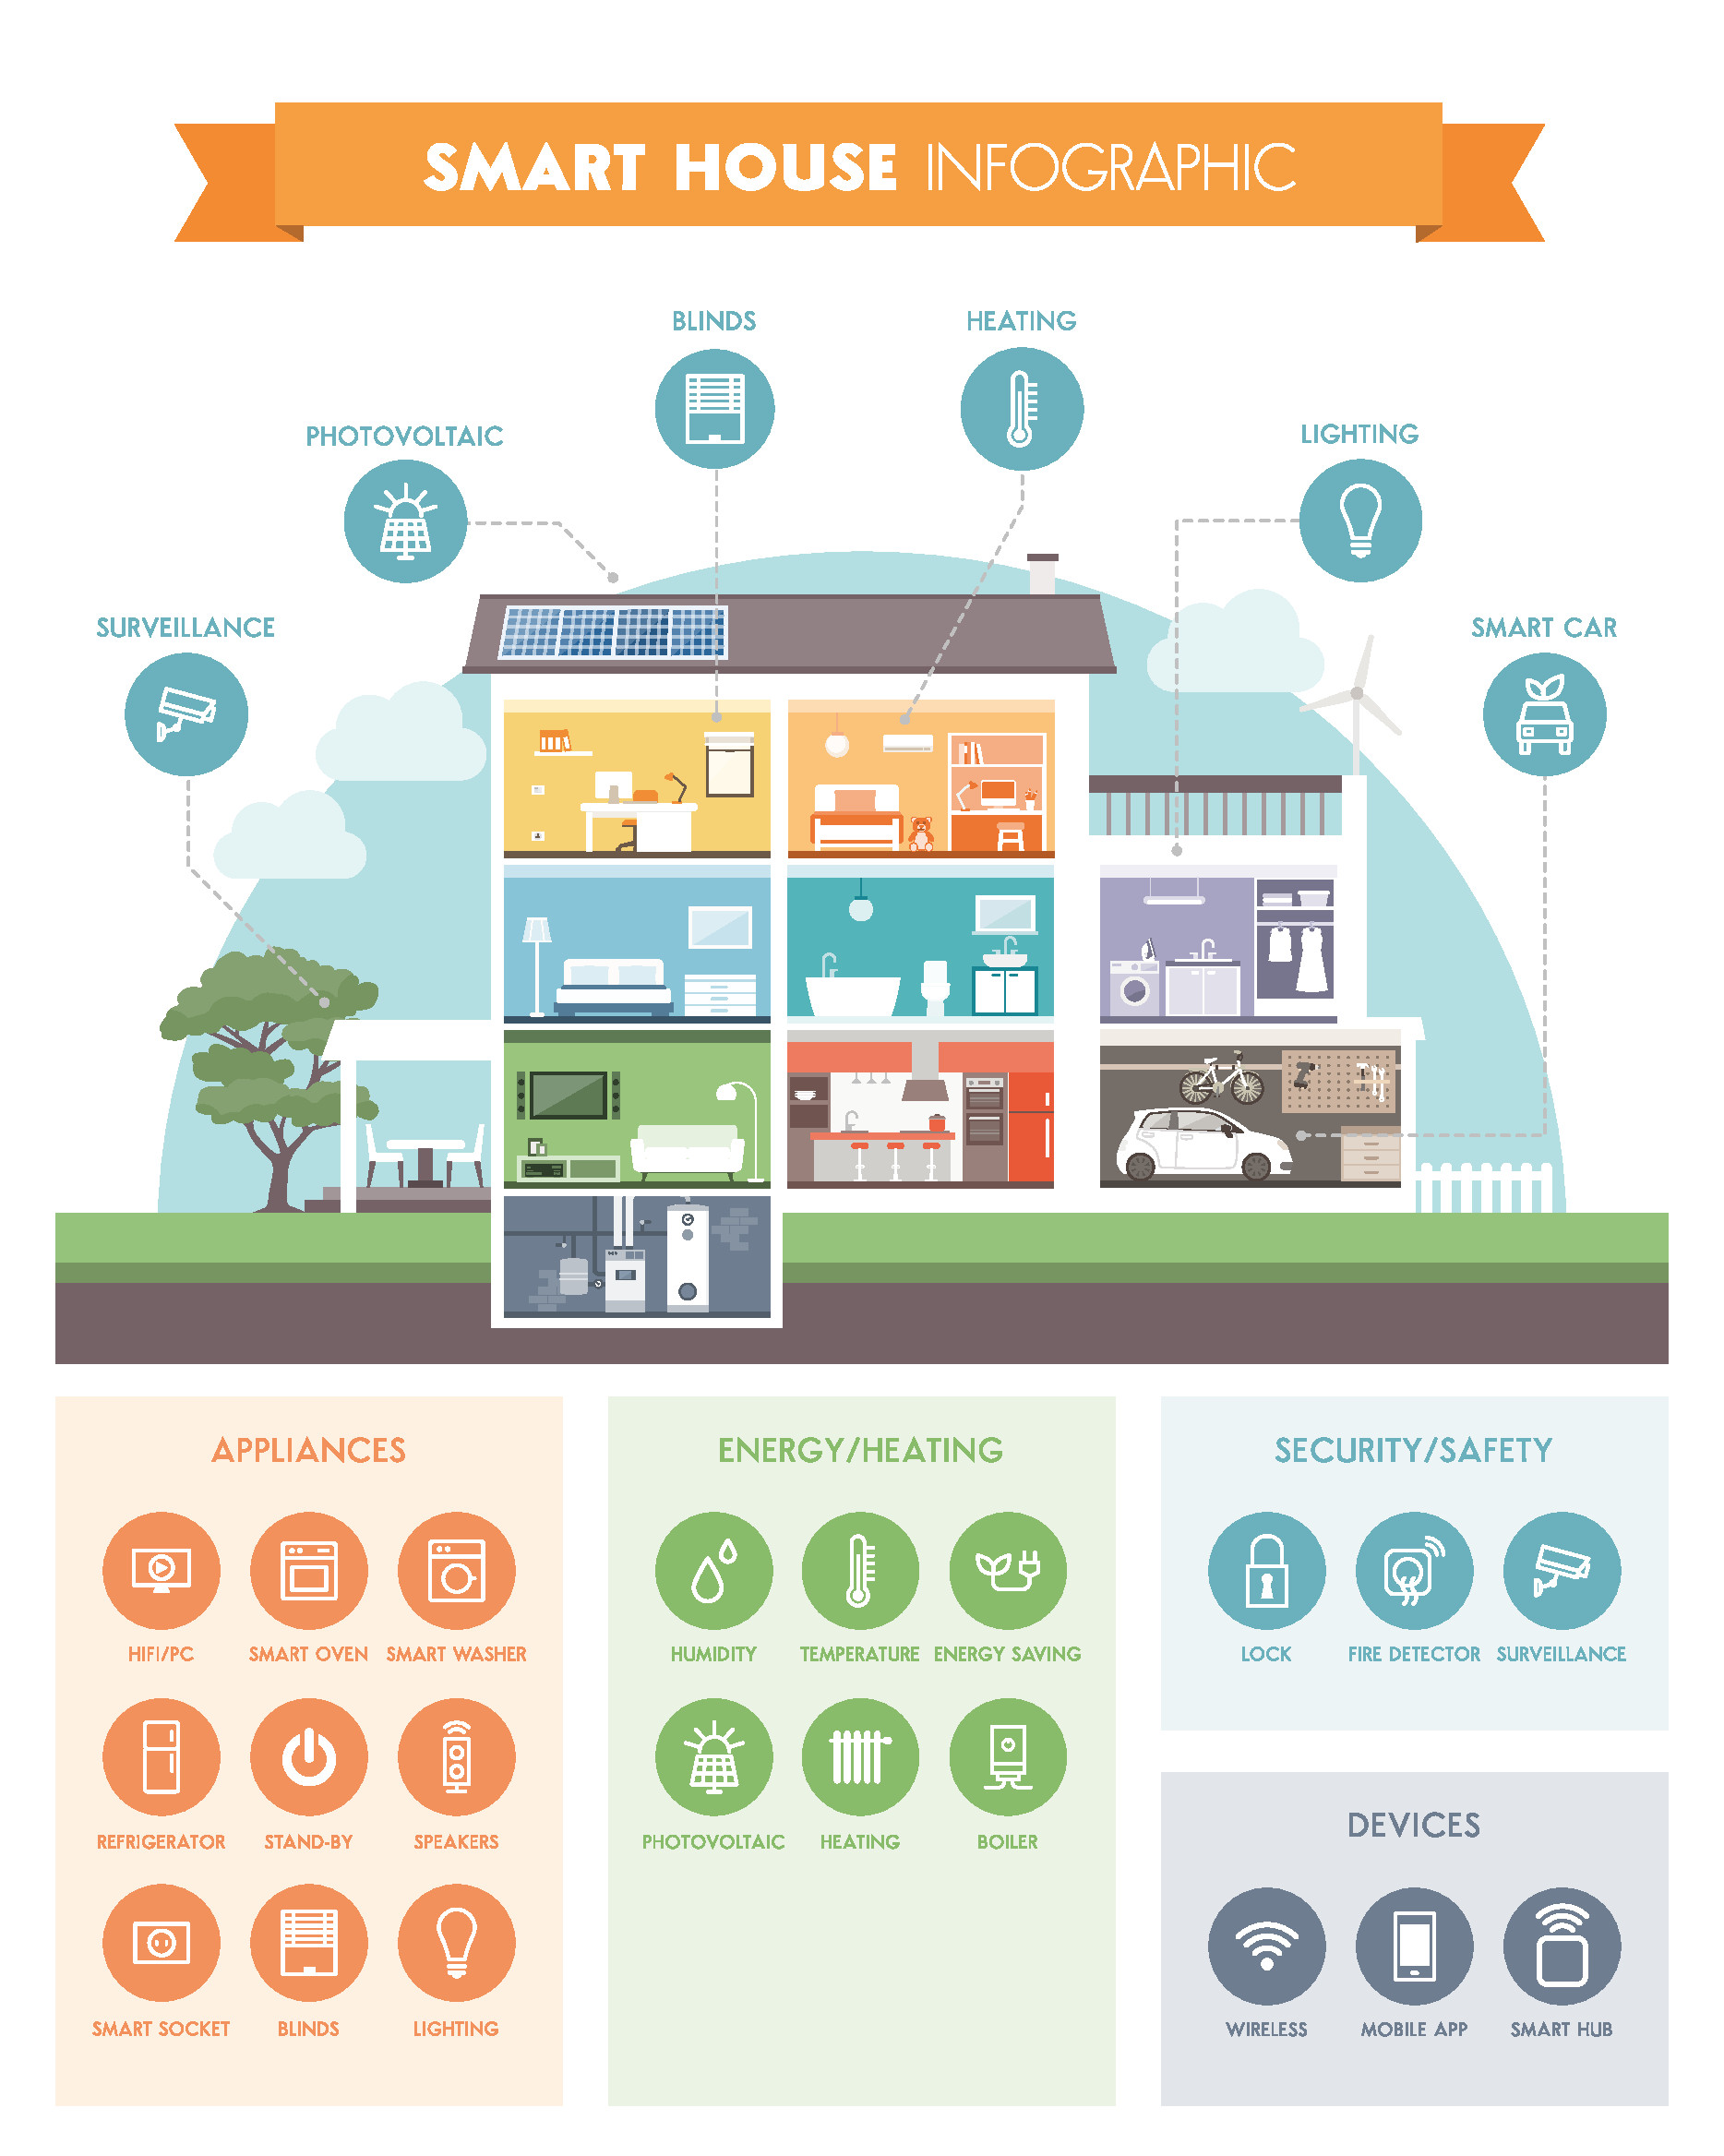 SMART HOUSE INFOGRAPHIC
BLINDS
HEATING
PHOTOVOLTAIC
LIGHTING
SURVEILLANCE
SMART CAR
APPLIANCES
HIFI/PC
SMART OVEN
SMART WASHER
REFRIGERATOR
STAND-BY
SPEAKERS
SMART SOCKET
BLINDS
LIGHTING
ENERGY/HEATING
HUMIDITY
TEMPERATURE
ENERGY SAVING
PHOTOVOLTAIC
HEATING
BOILER
SECURITY/SAFETY
LOCK
FIRE DETECTOR
SURVEILLANCE
DEVICES
WIRELESS
MOBILE APP
SMART HUB